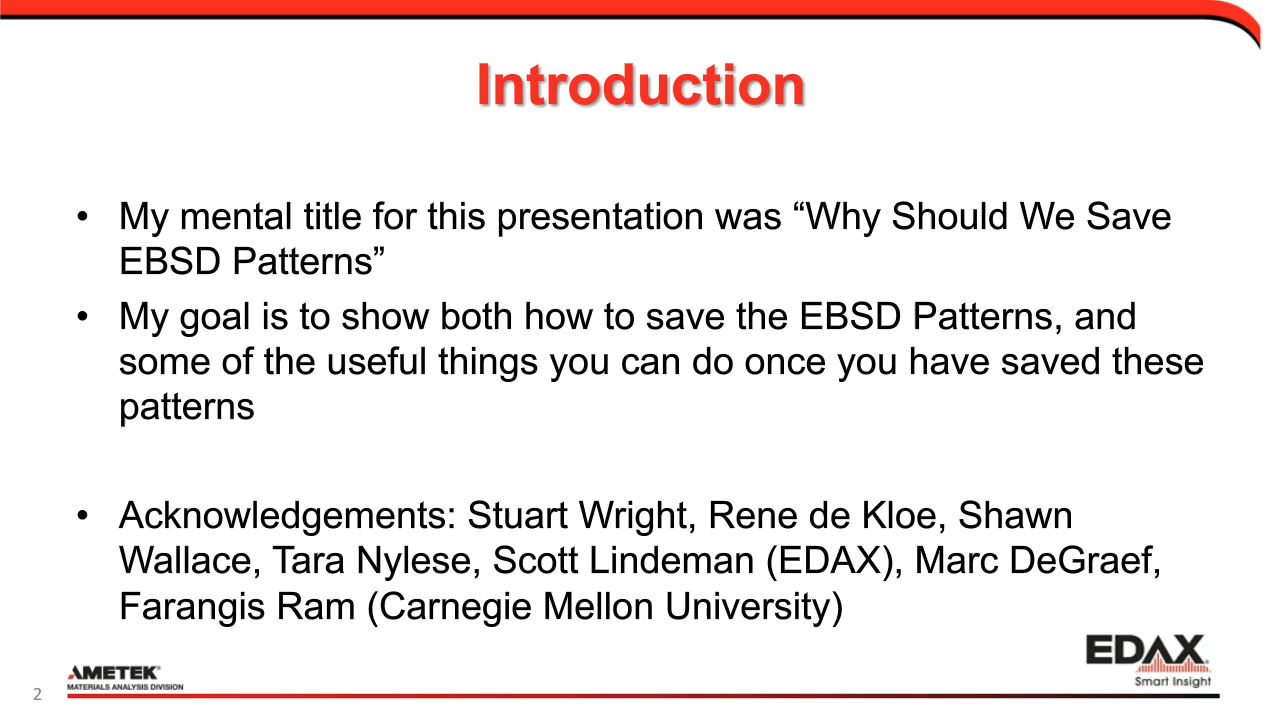 Introduction
• My mental title for this presentation was “Why Should We Save
EBSD Patterns”
• My goal is to show both how to save the EBSD Patterns, and
some of the useful things you can do once you have saved these
patterns
• Acknowledgements: Stuart Wright, Rene de Kloe, Shawn
Wallace, Tara Nylese, Scott Lindeman (EDAX), Marc DeGraef,
Farangis Ram (Carnegie Mellon University)
2
AMETEK®
MATERIALS ANALYSIS DIVISION
EDAX
Smart Insight